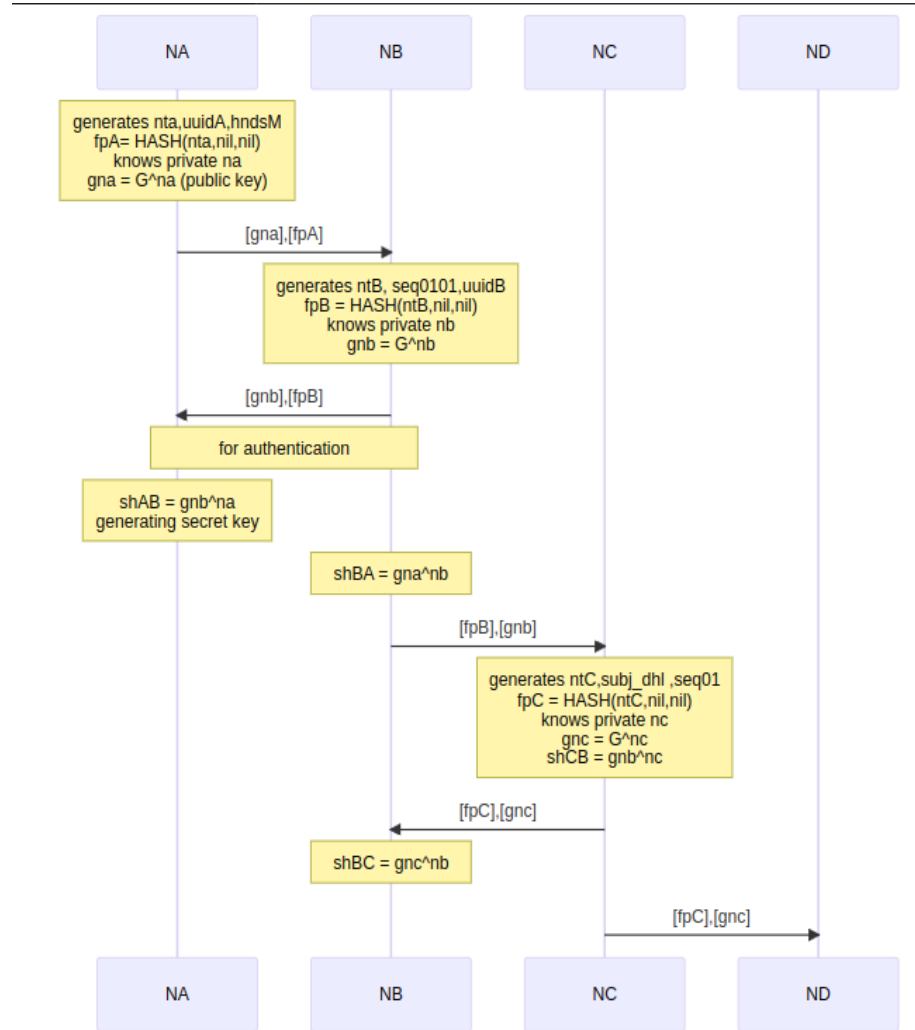 NA
NB
NC
ND
generates nta,uuidA,hndsM
fpA= HASH(nta,nil,nil)
knows private na
gna = G^na (public key)
[gna],[fpA]
generates ntB, seq0101,uuidB
fpB = HASH(ntB,nil,nil)
knows private nb
gnb = G^nb
[gnb],[fpB]
for authentication
shAB = gnb^na
generating secret key
shBA = gna^nb
[fpB],[gnb]
generates ntC,subj_dhl ,seq01
fpC = HASH(ntC,nil,nil)
knows private nc
gnc = G^nc
shCB = gnb^nc
[fpC],[gnc]
shBC = gnc^nb
[fpC],[gnc]
NA
NB
NC
ND